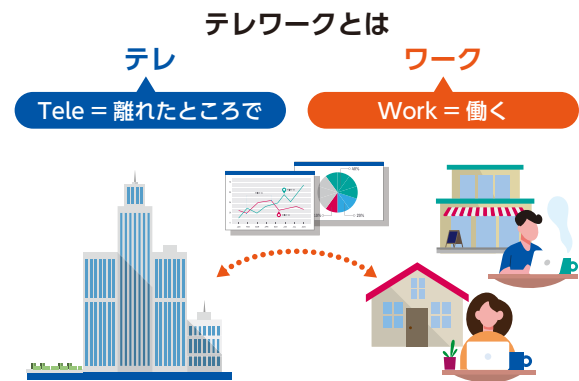 テレワークとは
テレ
ワーク
Tele = 離れたところで
Work = 働く